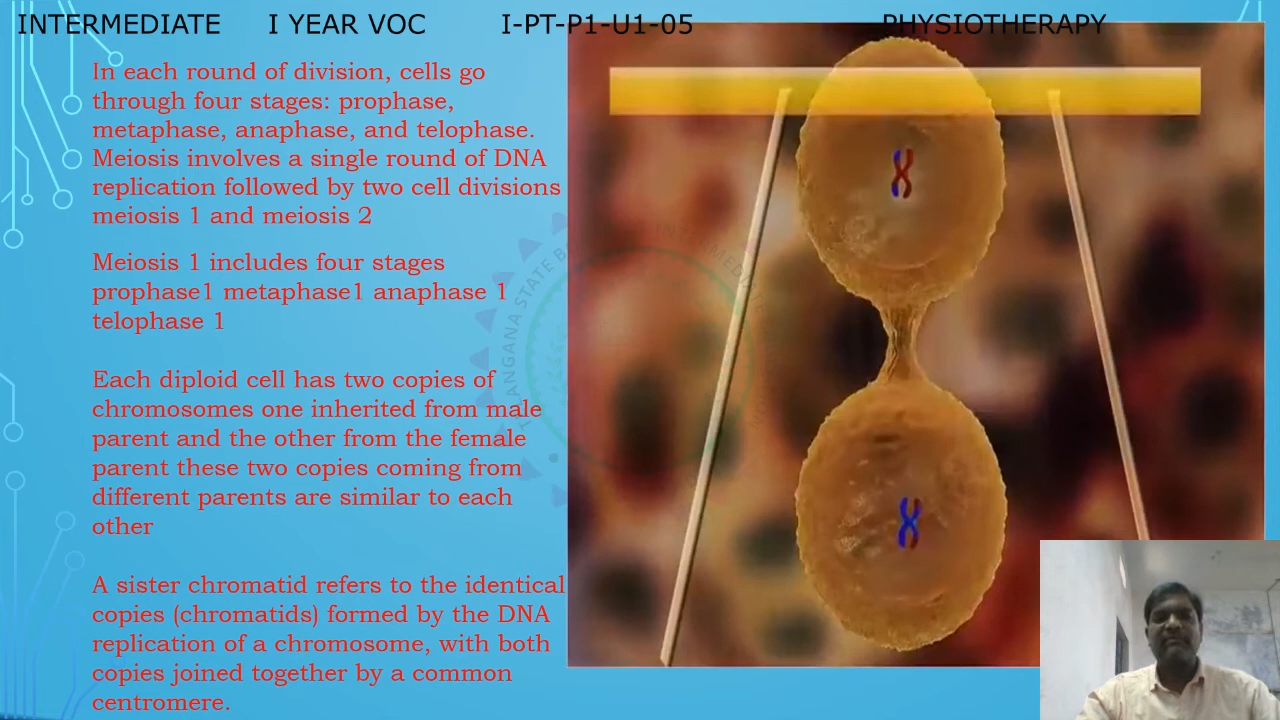 INTERMEDIATE I YEAR VOC I-PT-P1-U1-05 PHYSIOTHERAPY
In each round of division, cells go
through four stages: prophase,
metaphase, anaphase, and telophase.
Meiosis involves a single round of DNA
replication followed by two cell divisions
meiosis 1 and meiosis 2
Meiosis 1 includes four stages
prophase1 metaphase1 anaphase 1
telophase 1
Each diploid cell has two copies of
chromosomes one inherited from male
parent and the other from the female
parent these two copies coming from
different parents are similar to each
other
A sister chromatid refers to the identical
copies (chromatids) formed by the DNA
replication of a chromosome, with both
copies joined together by a common
centromere.